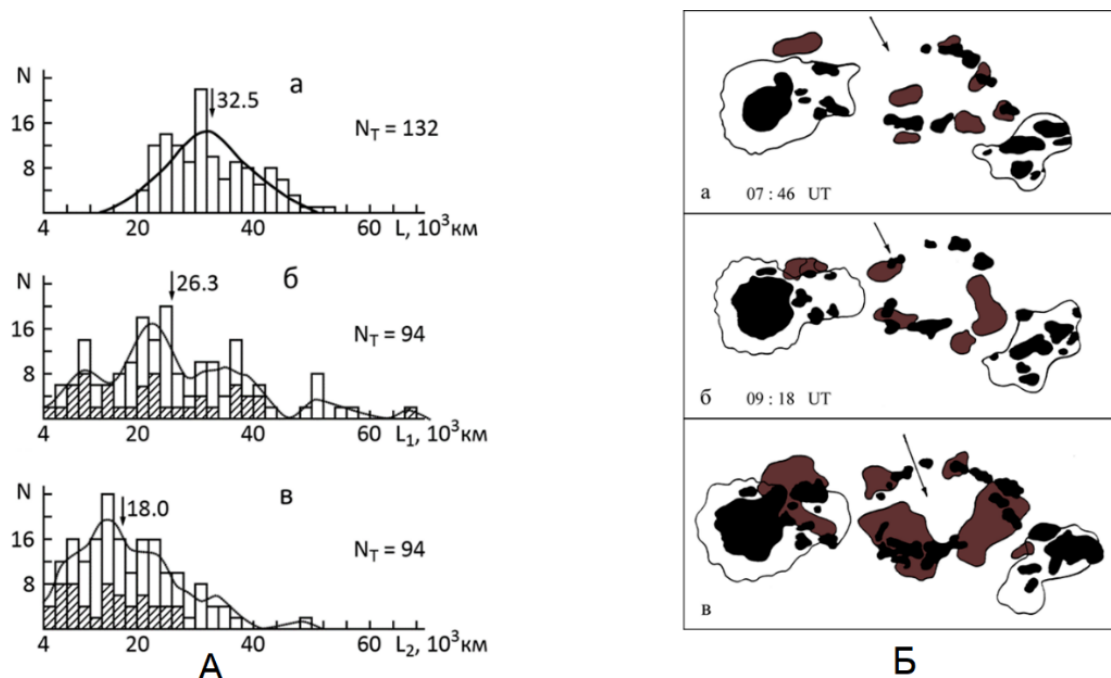 а
N
16
8
32.5
N_T = 132
20 40 60
L, 10³км
б
N
16
8
26.3
N_T = 94
4 20 40 60
L₁, 10³км
в
N
16
8
18.0
N_T = 94
4 20 40 60
L₂, 10³км
А
а 07 : 46 UT
б 09 : 18 UT
в
Б